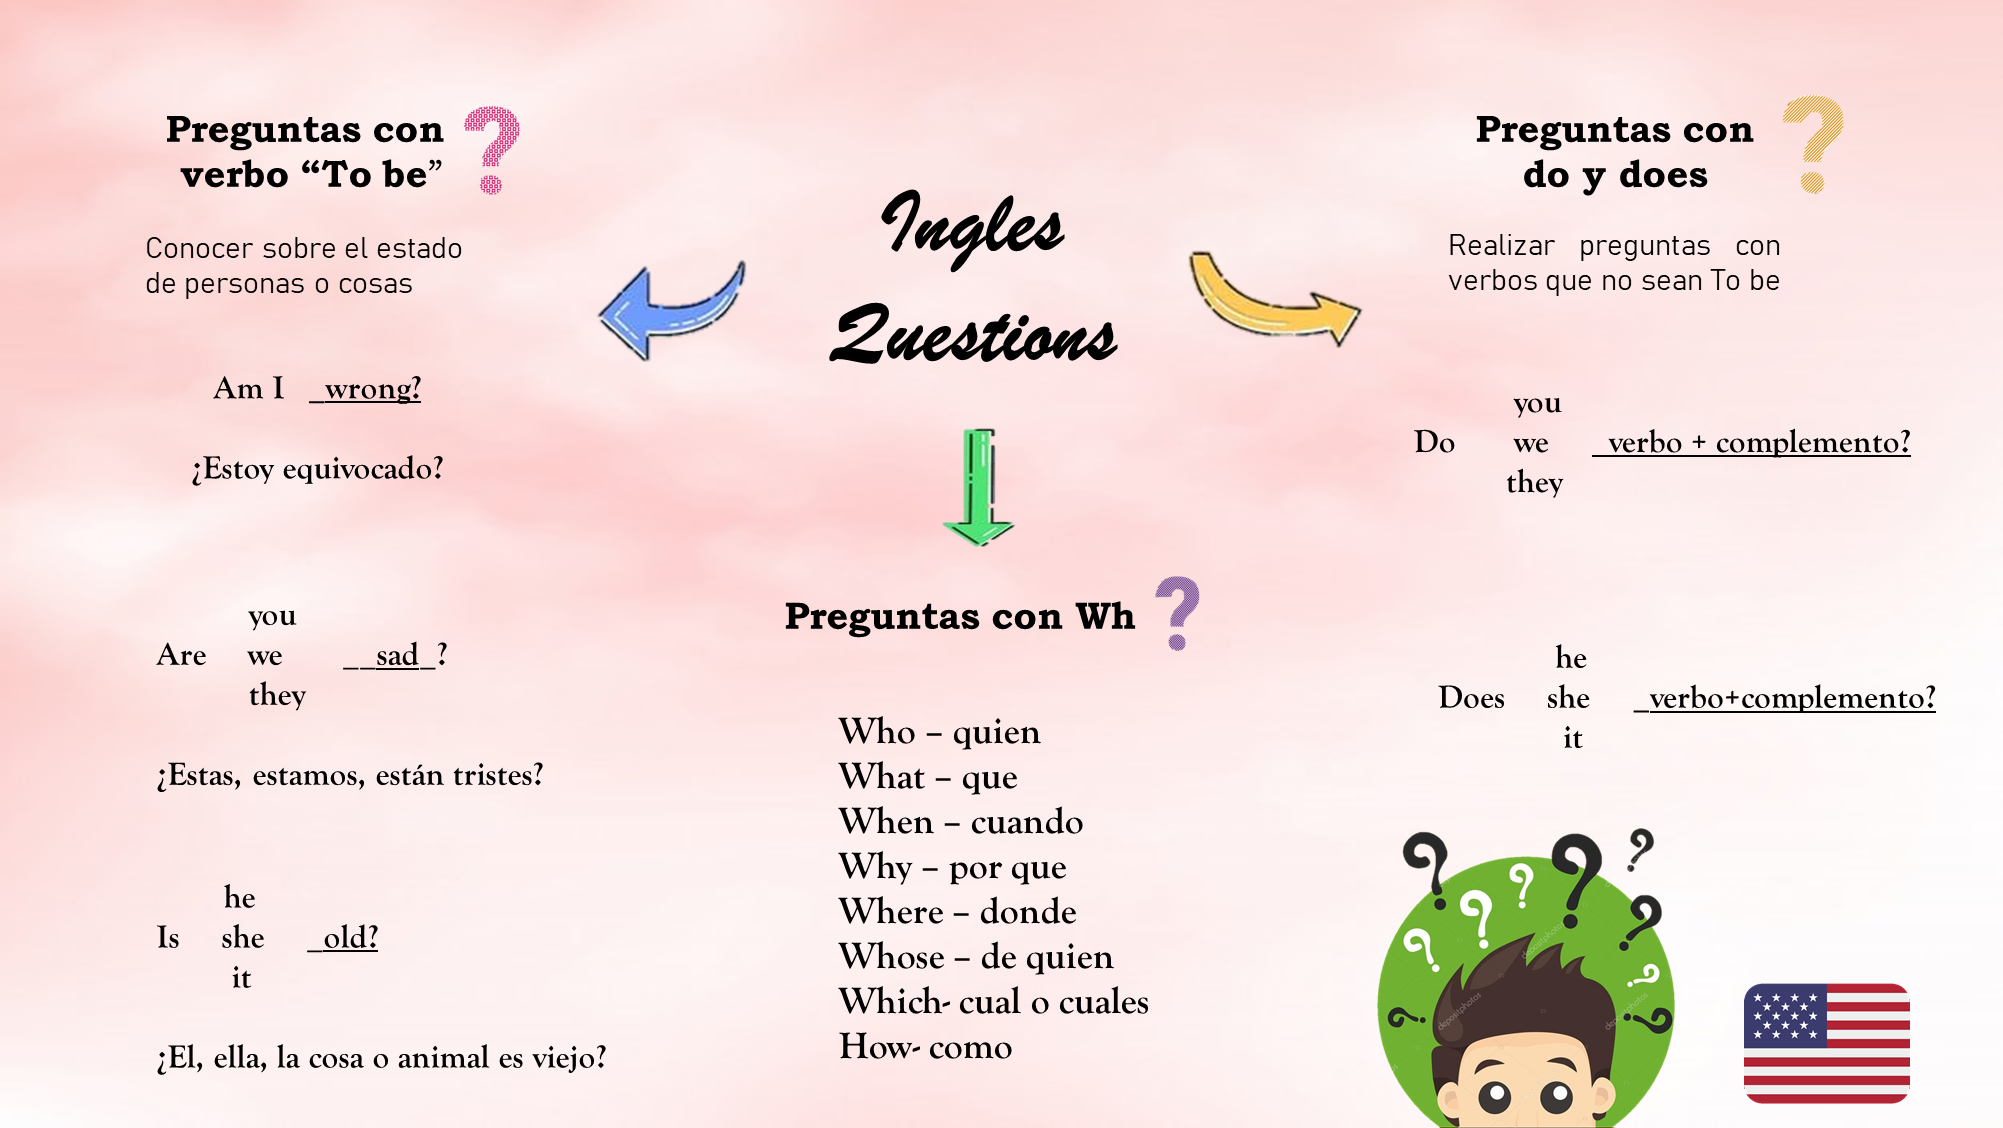 Ingles
Questions
Preguntas con
verbo “To be”
Conocer sobre el estado
de personas o cosas
Am I _wrong?
¿Estoy equivocado?
you
Are we __sad_?
they
¿Estas, estamos, están tristes?
he
Is she _old?
it
¿El, ella, la cosa o animal es viejo?
Preguntas con Wh
Who – quien
What – que
When – cuando
Why – por que
Where – donde
Whose – de quien
Which- cual o cuales
How- como
Preguntas con
do y does
Realizar preguntas con
verbos que no sean To be
you
Do we _verbo + complemento?
they
he
Does she _verbo+complemento?
it
depositphotos
depositphotos
depositphotos